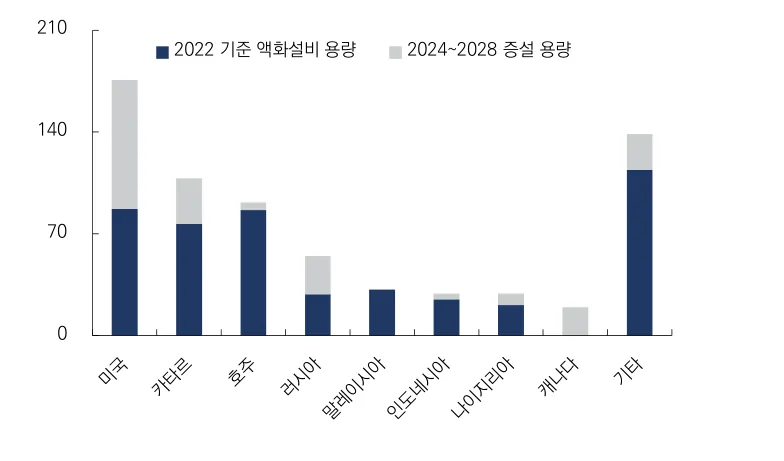 210
2022 기준 액화설비 용량
2024~2028 증설 용량
140
70
0
미국
카타르
호주
러시아
말레이시아
인도네시아
나이지리아
캐나다
기타